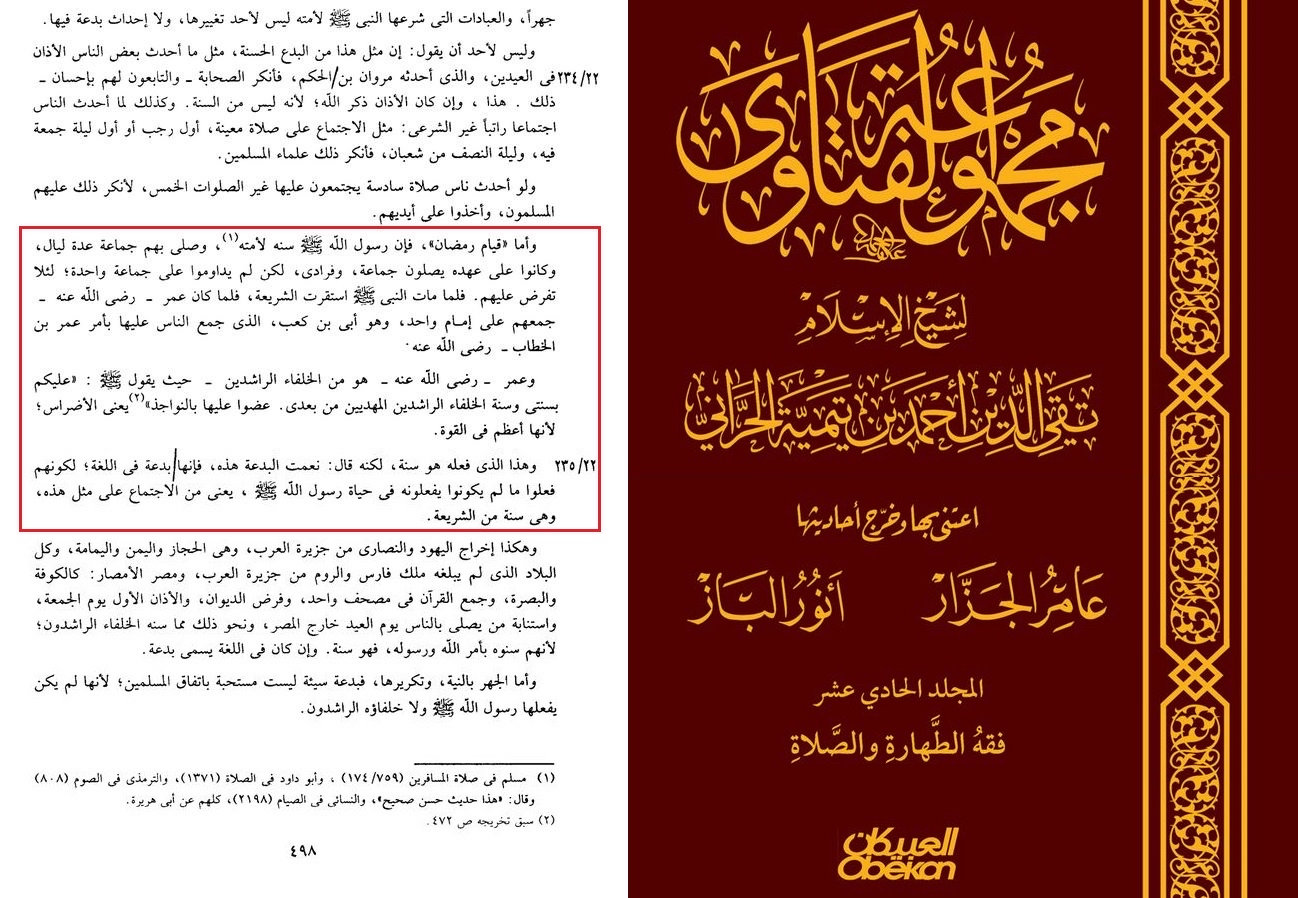 جهراً، والعبادات التى شرعها النبى ﷺ لأمته ليس لأحد تغييرها، ولا إحداث بدعة فيها.
وليس لأحد أن يقول: إن مثل هذا من البدع الحسنة، مثل ما أحدث بعض الناس الأذان
٢٣٤/٢٢ فى العيدين، والذى أحدثه مروان بن/الحكم، فأنكر الصحابة ـ والتابعون لهم بإحسان ـ
ذلك . هذا ، وإن كان الأذان ذكر الله؛ لأنه ليس من السنة. وكذلك لما أحدث الناس
اجتماعا راتباً غير الشرعى: مثل الاجتماع على صلاة معينة، أول رجب أو أول ليلة جمعة
فيه، وليلة النصف من شعبان، فأنكر ذلك علماء المسلمين.
ولو أحدث ناس صلاة سادسة يجتمعون عليها غير الصلوات الخمس، لأنكر ذلك عليهم
المسلمون، وأخذوا على أيديهم.
وأما «قيام رمضان»، فإن رسول الله ﷺ سنه لأمته(١)، وصلى بهم جماعة عدة ليال،
وكانوا على عهده يصلون جماعة، وفرادى، لكن لم يداوموا على جماعة واحدة؛ لئلا
تفرض عليهم. فلما مات النبى ﷺ استقرت الشريعة، فلما كان عمر ـ رضى الله عنه ـ
جمعهم على إمام واحد، وهو أبى بن كعب، الذى جمع الناس عليها بأمر عمر بن
الخطاب ـ رضى الله عنه.
وعمر ـ رضى الله عنه ـ هو من الخلفاء الراشدين ـ حيث يقول ﷺ : «عليكم
بسنتى وسنة الخلفاء الراشدين المهديين من بعدى. عضوا عليها بالنواجذ»(٢)يعنى الأضراس؛
لأنها أعظم فى القوة.
٢٣٥/٢٢ وهذا الذى فعله هو سنة، لكنه قال: نعمت البدعة هذه، فإنها/بدعة فى اللغة؛ لكونهم
فعلوا ما لم يكونوا يفعلونه فى حياة رسول الله ﷺ ، يعنى من الاجتماع على مثل هذه،
وهى سنة من الشريعة.
وهكذا إخراج اليهود والنصارى من جزيرة العرب، وهى الحجاز واليمن واليمامة، وكل
البلاد الذى لم يبلغه ملك فارس والروم من جزيرة العرب، ومصر الأمصار: كالكوفة
والبصرة، وجمع القرآن فى مصحف واحد، وفرض الديوان، والأذان الأول يوم الجمعة،
واستنابة من يصلى بالناس يوم العيد خارج المصر، ونحو ذلك مما سنه الخلفاء الراشدون؛
لأنهم سنوه بأمر الله ورسوله، فهو سنة. وإن كان فى اللغة يسمى بدعة.
وأما الجهر بالنية، وتكريرها، فبدعة سيئة ليست مستحبة باتفاق المسلمين؛ لأنها لم يكن
يفعلها رسول الله ﷺ ولا خلفاؤه الراشدون.
(١) مسلم فى صلاة المسافرين (١٧٤/٧٥٩) ، وأبو داود فى الصلاة (١٣٧١)، والترمذى فى الصوم (٨٠٨)
وقال: «هذا حديث حسن صحيح»، والنسائى فى الصيام (٢١٩٨)، كلهم عن أبى هريرة.
(٢) سبق تخريجه ص ٤٧٢.
٤٩٨
مجموعة الفتاوى
لشيخ الإسلام
تقي الدين أحمد بن تيمية الحراني
اعتنى بها وخرج أحاديثها
عامر الجزار أنور الباز
المجلد الحادي عشر
فقه الطهارة والصلاة
العبيكان
Obekon